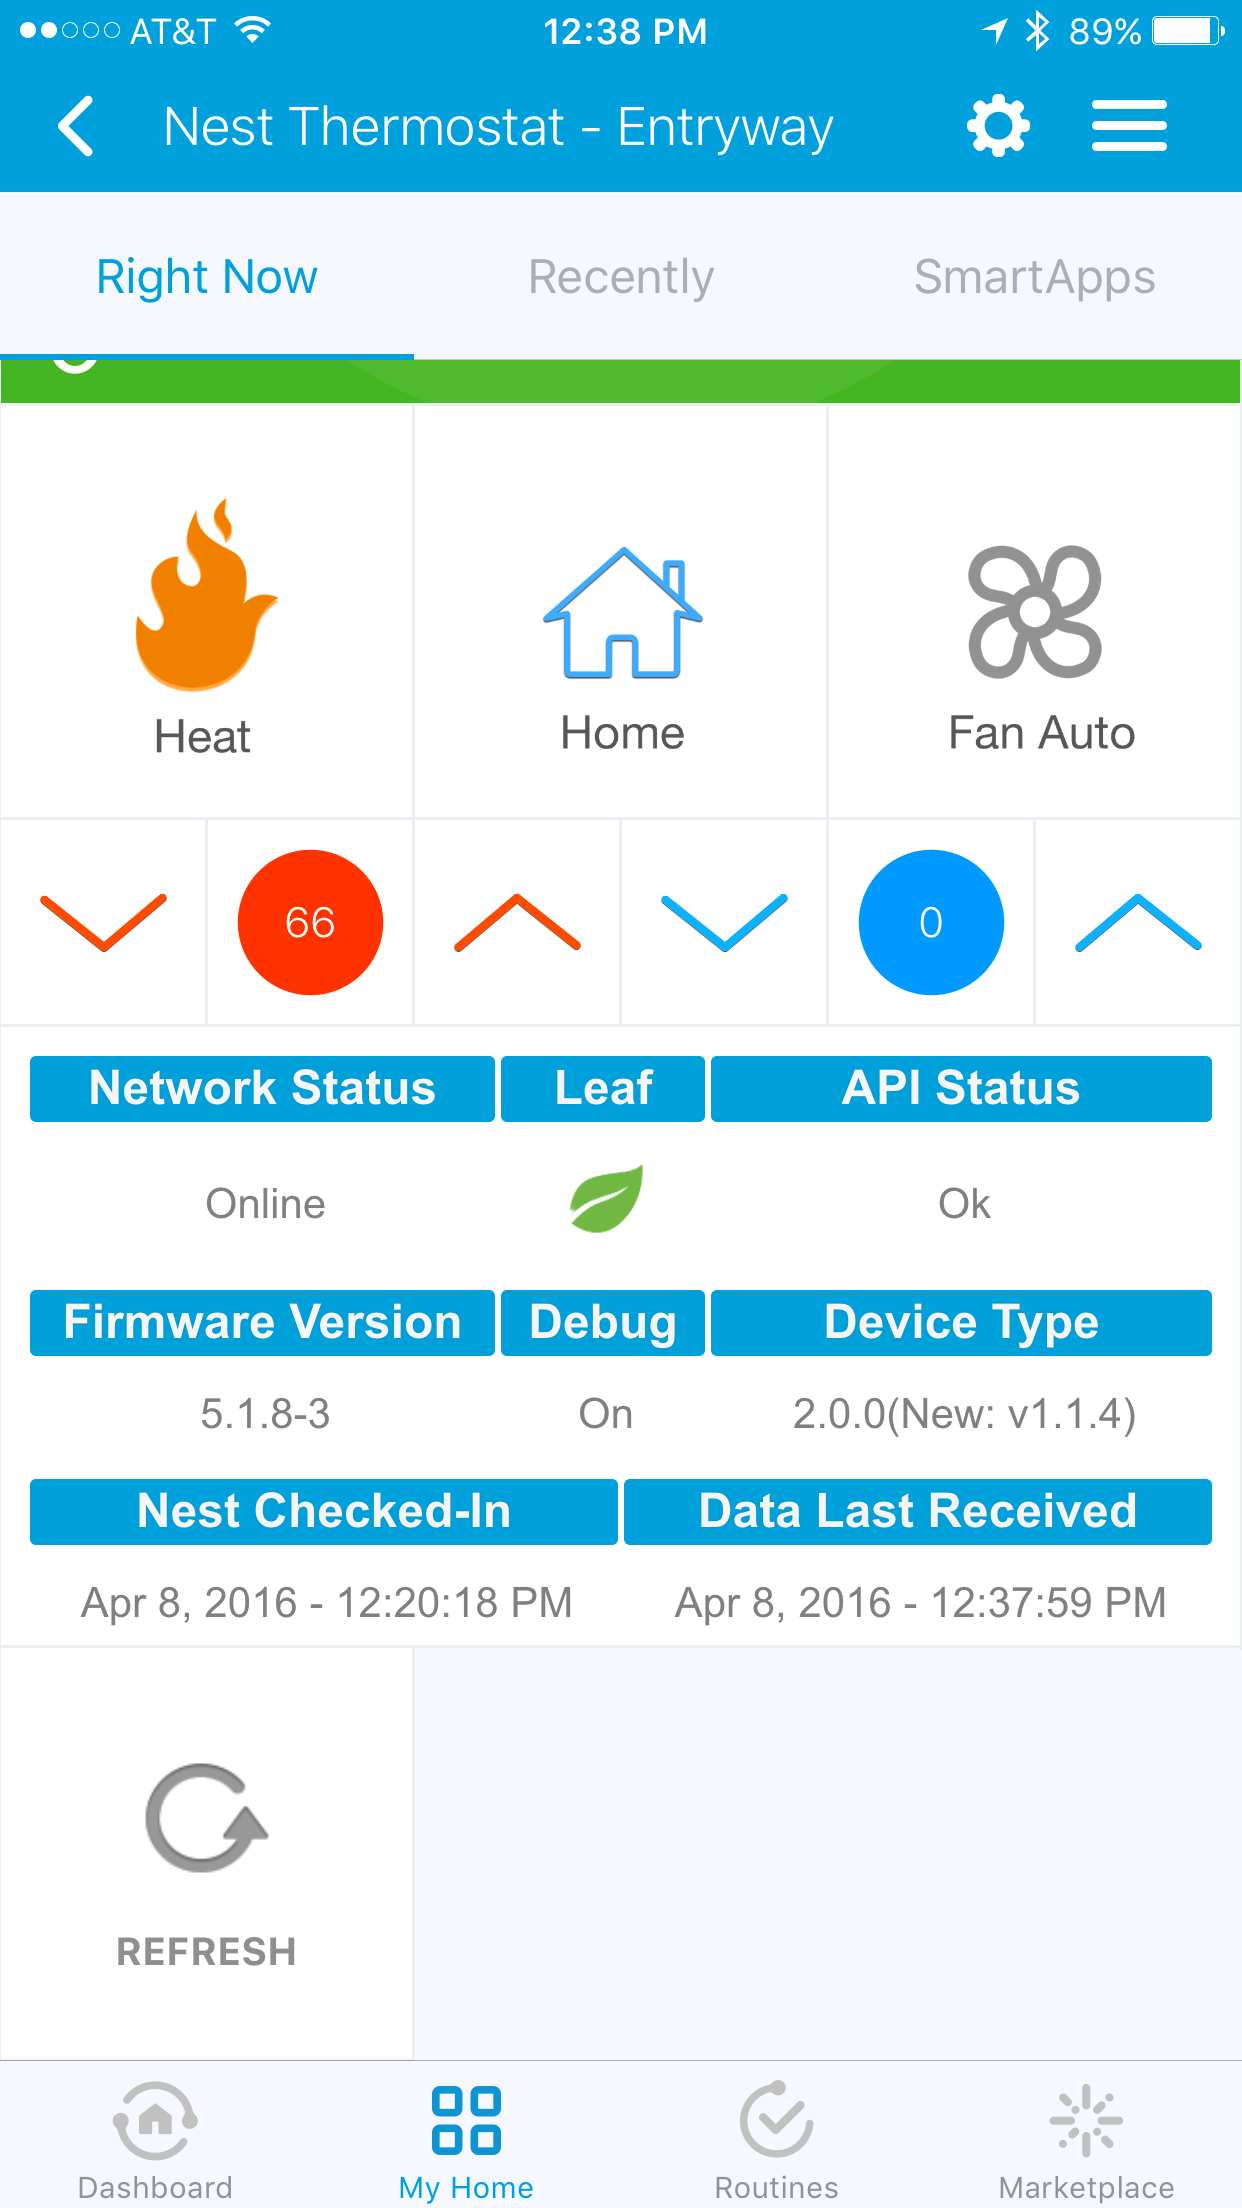 AT&T 12:38 PM 89%
Nest Thermostat - Entryway
Right Now Recently SmartApps
Heat Home Fan Auto
66 0
Network Status Leaf API Status
Online Ok
Firmware Version Debug Device Type
5.1.8-3 On 2.0.0(New: v1.1.4)
Nest Checked-In Data Last Received
Apr 8, 2016 - 12:20:18 PM Apr 8, 2016 - 12:37:59 PM
REFRESH
Dashboard My Home Routines Marketplace